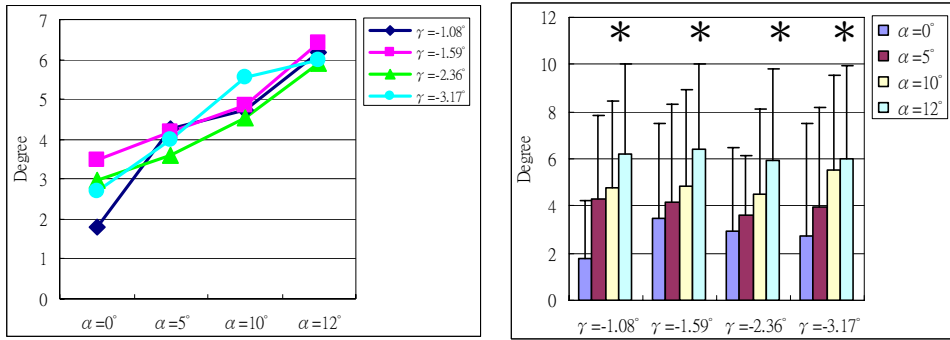 7
6
5
4
3
2
1
0
Degree
α=0° α=5° α=10° α=12°
γ=-1.08°
γ=-1.59°
γ=-2.36°
γ=-3.17°
12
10
8
6
4
2
0
Degree
* * * *
γ=-1.08° γ=-1.59° γ=-2.36° γ=-3.17°
α=0°
α=5°
α=10°
α=12°